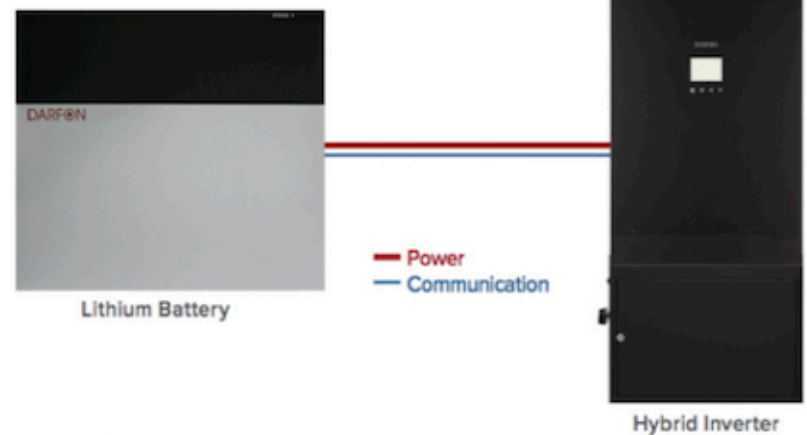 DARFON
Power
Communication
Lithium Battery
Hybrid Inverter